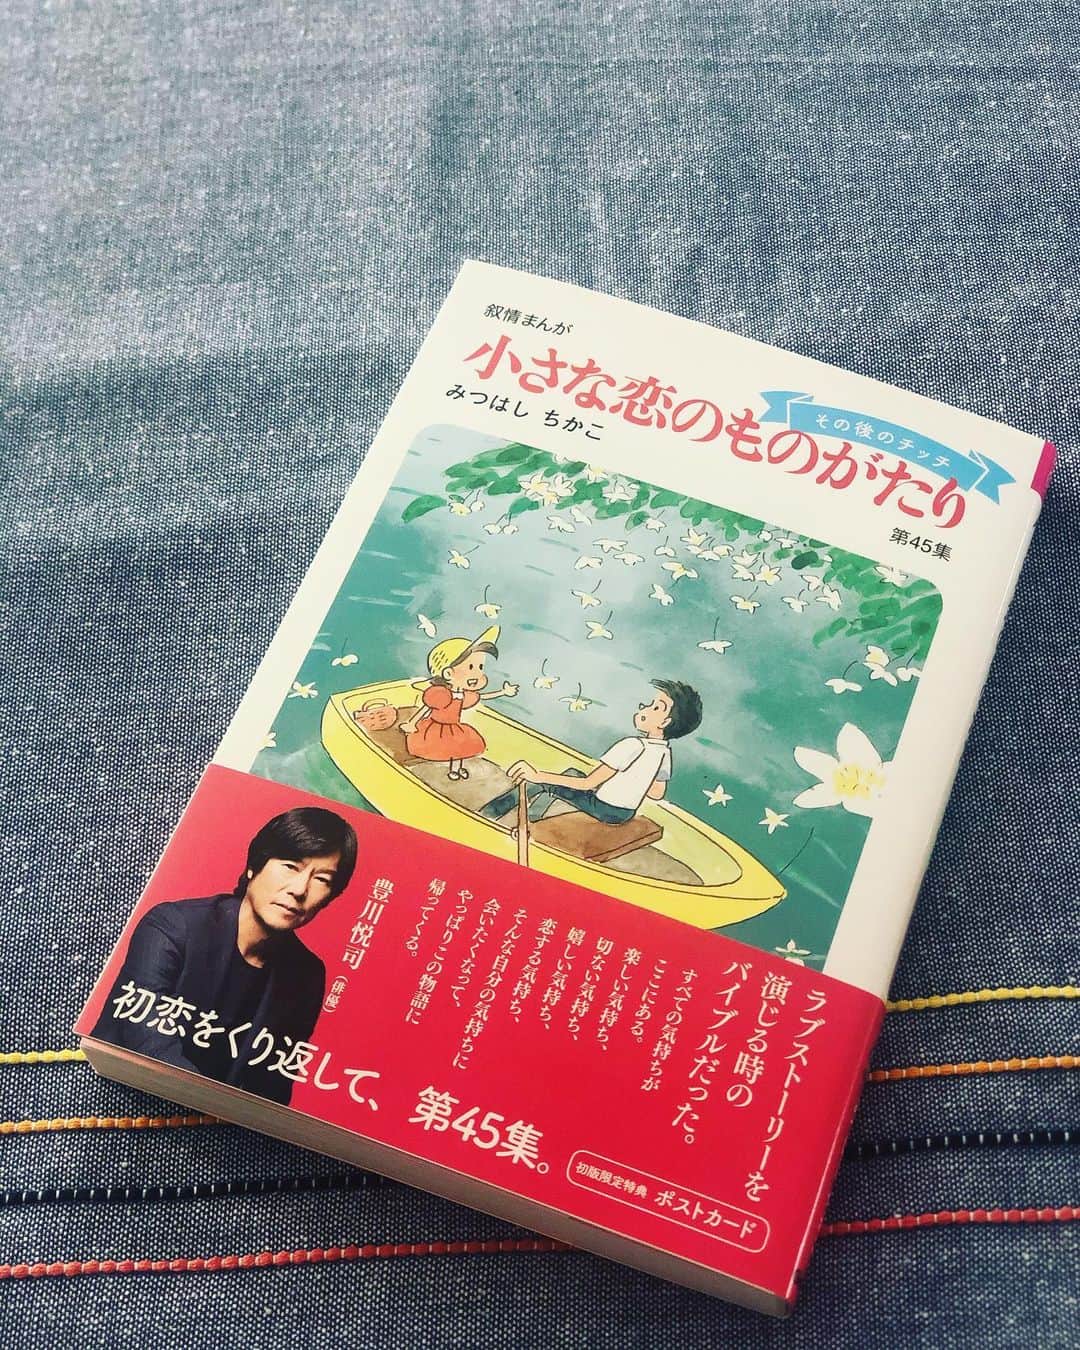 叙情まんが
小さな恋のものがたり
その後のチッチ
みつはし ちかこ
第45集
ラブストーリーを
演じる時の
バイブルだった。
すべての気持ちが
ここにある。
楽しい気持ち、
切ない気持ち、
嬉しい気持ち、
恋する気持ち、
そんな自分の気持ちに
会いたくなって、
やっぱりこの物語に
帰ってくる。
豊川悦司（俳優）
初恋をくり返して、第45集。
初版限定特典 ポストカード